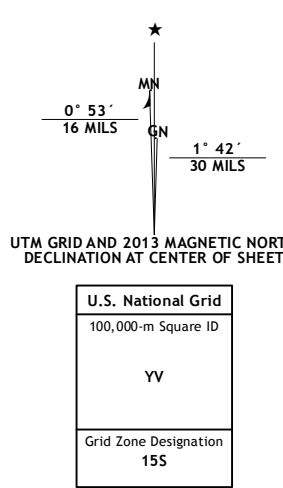 ★
MN
0° 53´
16 MILS
GN
1° 42´
30 MILS
UTM GRID AND 2013 MAGNETIC NORT
DECLINATION AT CENTER OF SHEET
U.S. National Grid
100,000-m Square ID
YV
Grid Zone Designation
15S